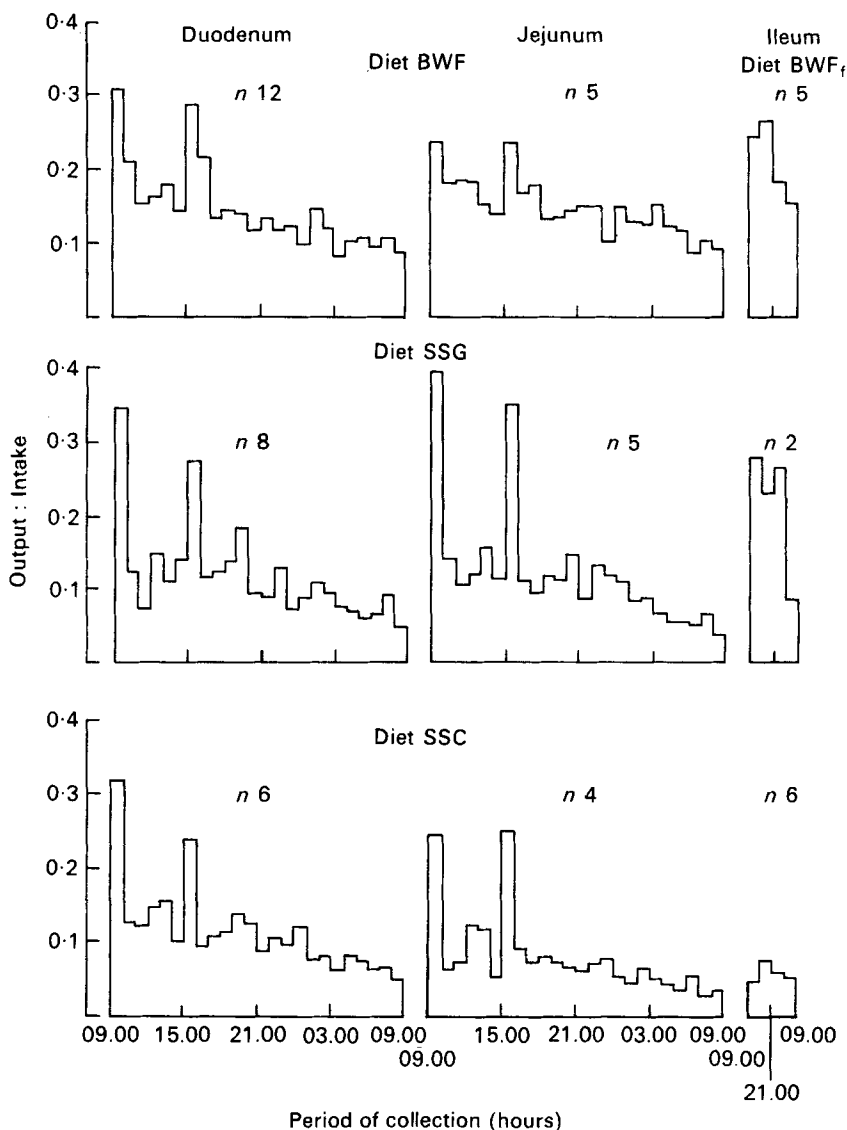 Duodenum Jejunum Ileum
Diet BWF Diet BWFf
n 12 n 5 n 5
0·4
0·3
0·2
0·1
Diet SSG
n 8 n 5 n 2
0·4
0·3
0·2
0·1
Output : Intake
Diet SSC
n 6 n 4 n 6
0·4
0·3
0·2
0·1
09.00 15.00 21.00 03.00 09.00 15.00 21.00 03.00 09.00 09.00
09.00 09.00
21.00
Period of collection (hours)